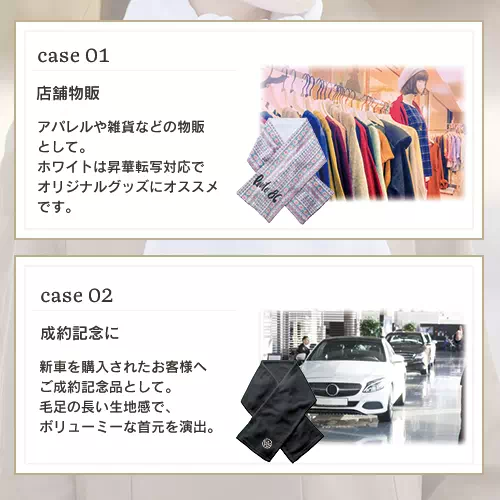 case 01
店舗物販
アパレルや雑貨などの物販
として。
ホワイトは昇華転写対応で
オリジナルグッズにオススメ
です。
case 02
成約記念に
新車を購入されたお客様へ
ご成約記念品として。
毛足の長い生地感で、
ボリューミーな首元を演出。